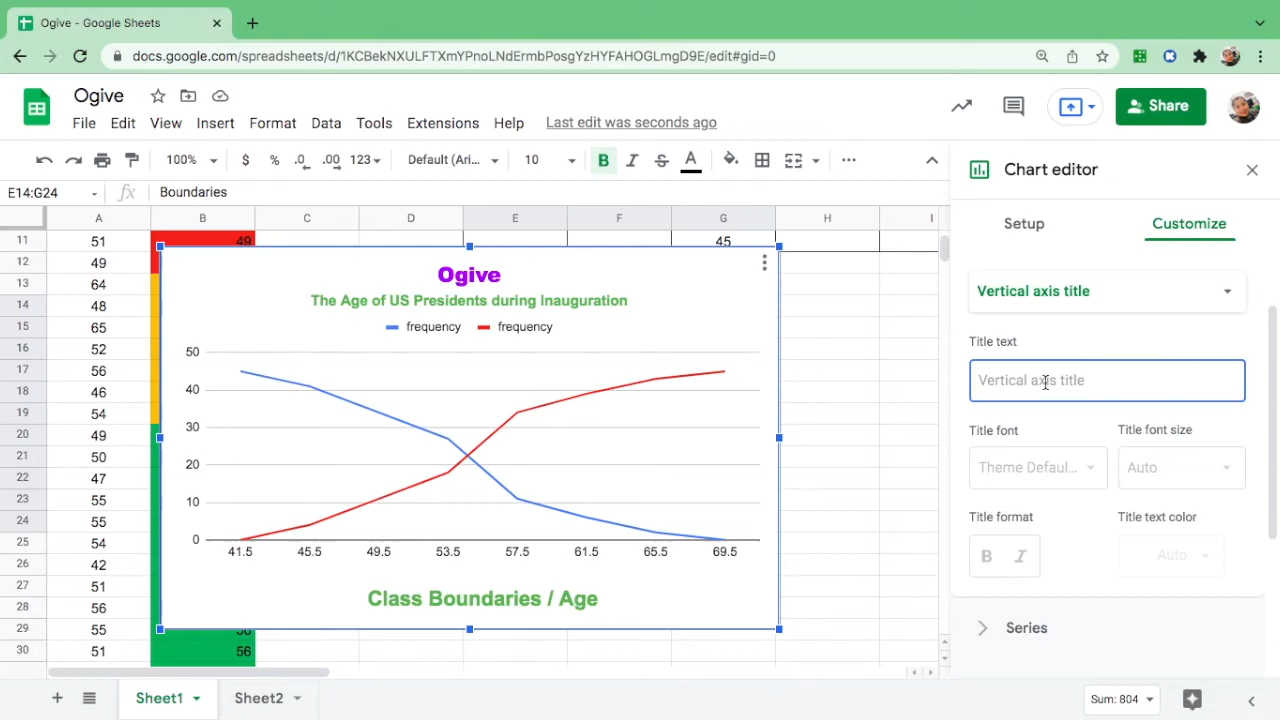 Ogive - Google Sheets
docs.google.com/spreadsheets/d/1KCBekNXULFTXmYPnoLNdErmbPosgYzHYFAHOGLmgD9E/edit#gid=0
Ogive
Share
File Edit View Insert Format Data Tools Extensions Help Last edit was seconds ago
100% $ % .0 .00 123 Default (Ari... 10 B I S A
E14:G24 fx Boundaries
A B C D E F G H I
11 51 49 45
12 49
13 64
14 48
15 65
16 52
17 56
18 46
19 54
20 49
21 50
22 47
23 55
24 55
25 54
26 42
27 51
28 56
29 55 56
30 51 56
Ogive
The Age of US Presidents during Inauguration
frequency frequency
50
40
30
20
10
0
41.5 45.5 49.5 53.5 57.5 61.5 65.5 69.5
Class Boundaries / Age
Chart editor
Setup Customize
Vertical axis title
Title text
Vertical axis title
Title font Title font size
Theme Defaul... Auto
Title format Title text color
B I Auto
Series
Sheet1 Sheet2
Sum: 804